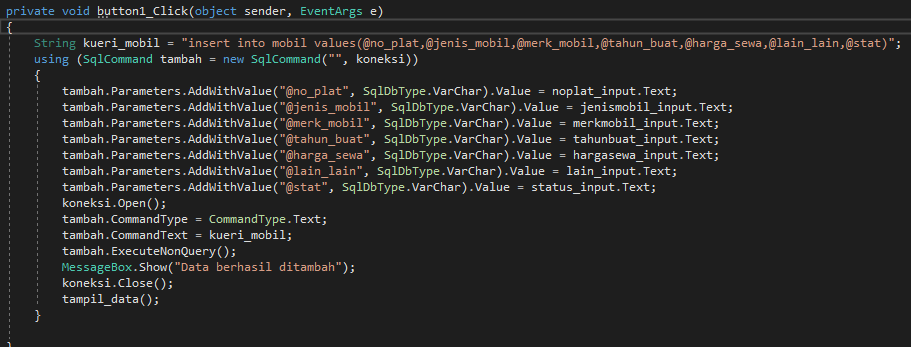 private void button1_Click(object sender, EventArgs e)
{
String kueri_mobil = "insert into mobil values(@no_plat,@jenis_mobil,@merk_mobil,@tahun_buat,@harga_sewa,@lain_lain,@stat)";
using (SqlCommand tambah = new SqlCommand("", koneksi))
{
tambah.Parameters.AddWithValue("@no_plat", SqlDbType.VarChar).Value = noplat_input.Text;
tambah.Parameters.AddWithValue("@jenis_mobil", SqlDbType.VarChar).Value = jenismobil_input.Text;
tambah.Parameters.AddWithValue("@merk_mobil", SqlDbType.VarChar).Value = merkmobil_input.Text;
tambah.Parameters.AddWithValue("@tahun_buat", SqlDbType.VarChar).Value = tahunbuat_input.Text;
tambah.Parameters.AddWithValue("@harga_sewa", SqlDbType.VarChar).Value = hargasewa_input.Text;
tambah.Parameters.AddWithValue("@lain_lain", SqlDbType.VarChar).Value = lain_input.Text;
tambah.Parameters.AddWithValue("@stat", SqlDbType.VarChar).Value = status_input.Text;
koneksi.Open();
tambah.CommandType = CommandType.Text;
tambah.CommandText = kueri_mobil;
tambah.ExecuteNonQuery();
MessageBox.Show("Data berhasil ditambah");
koneksi.Close();
tampil_data();
}
}